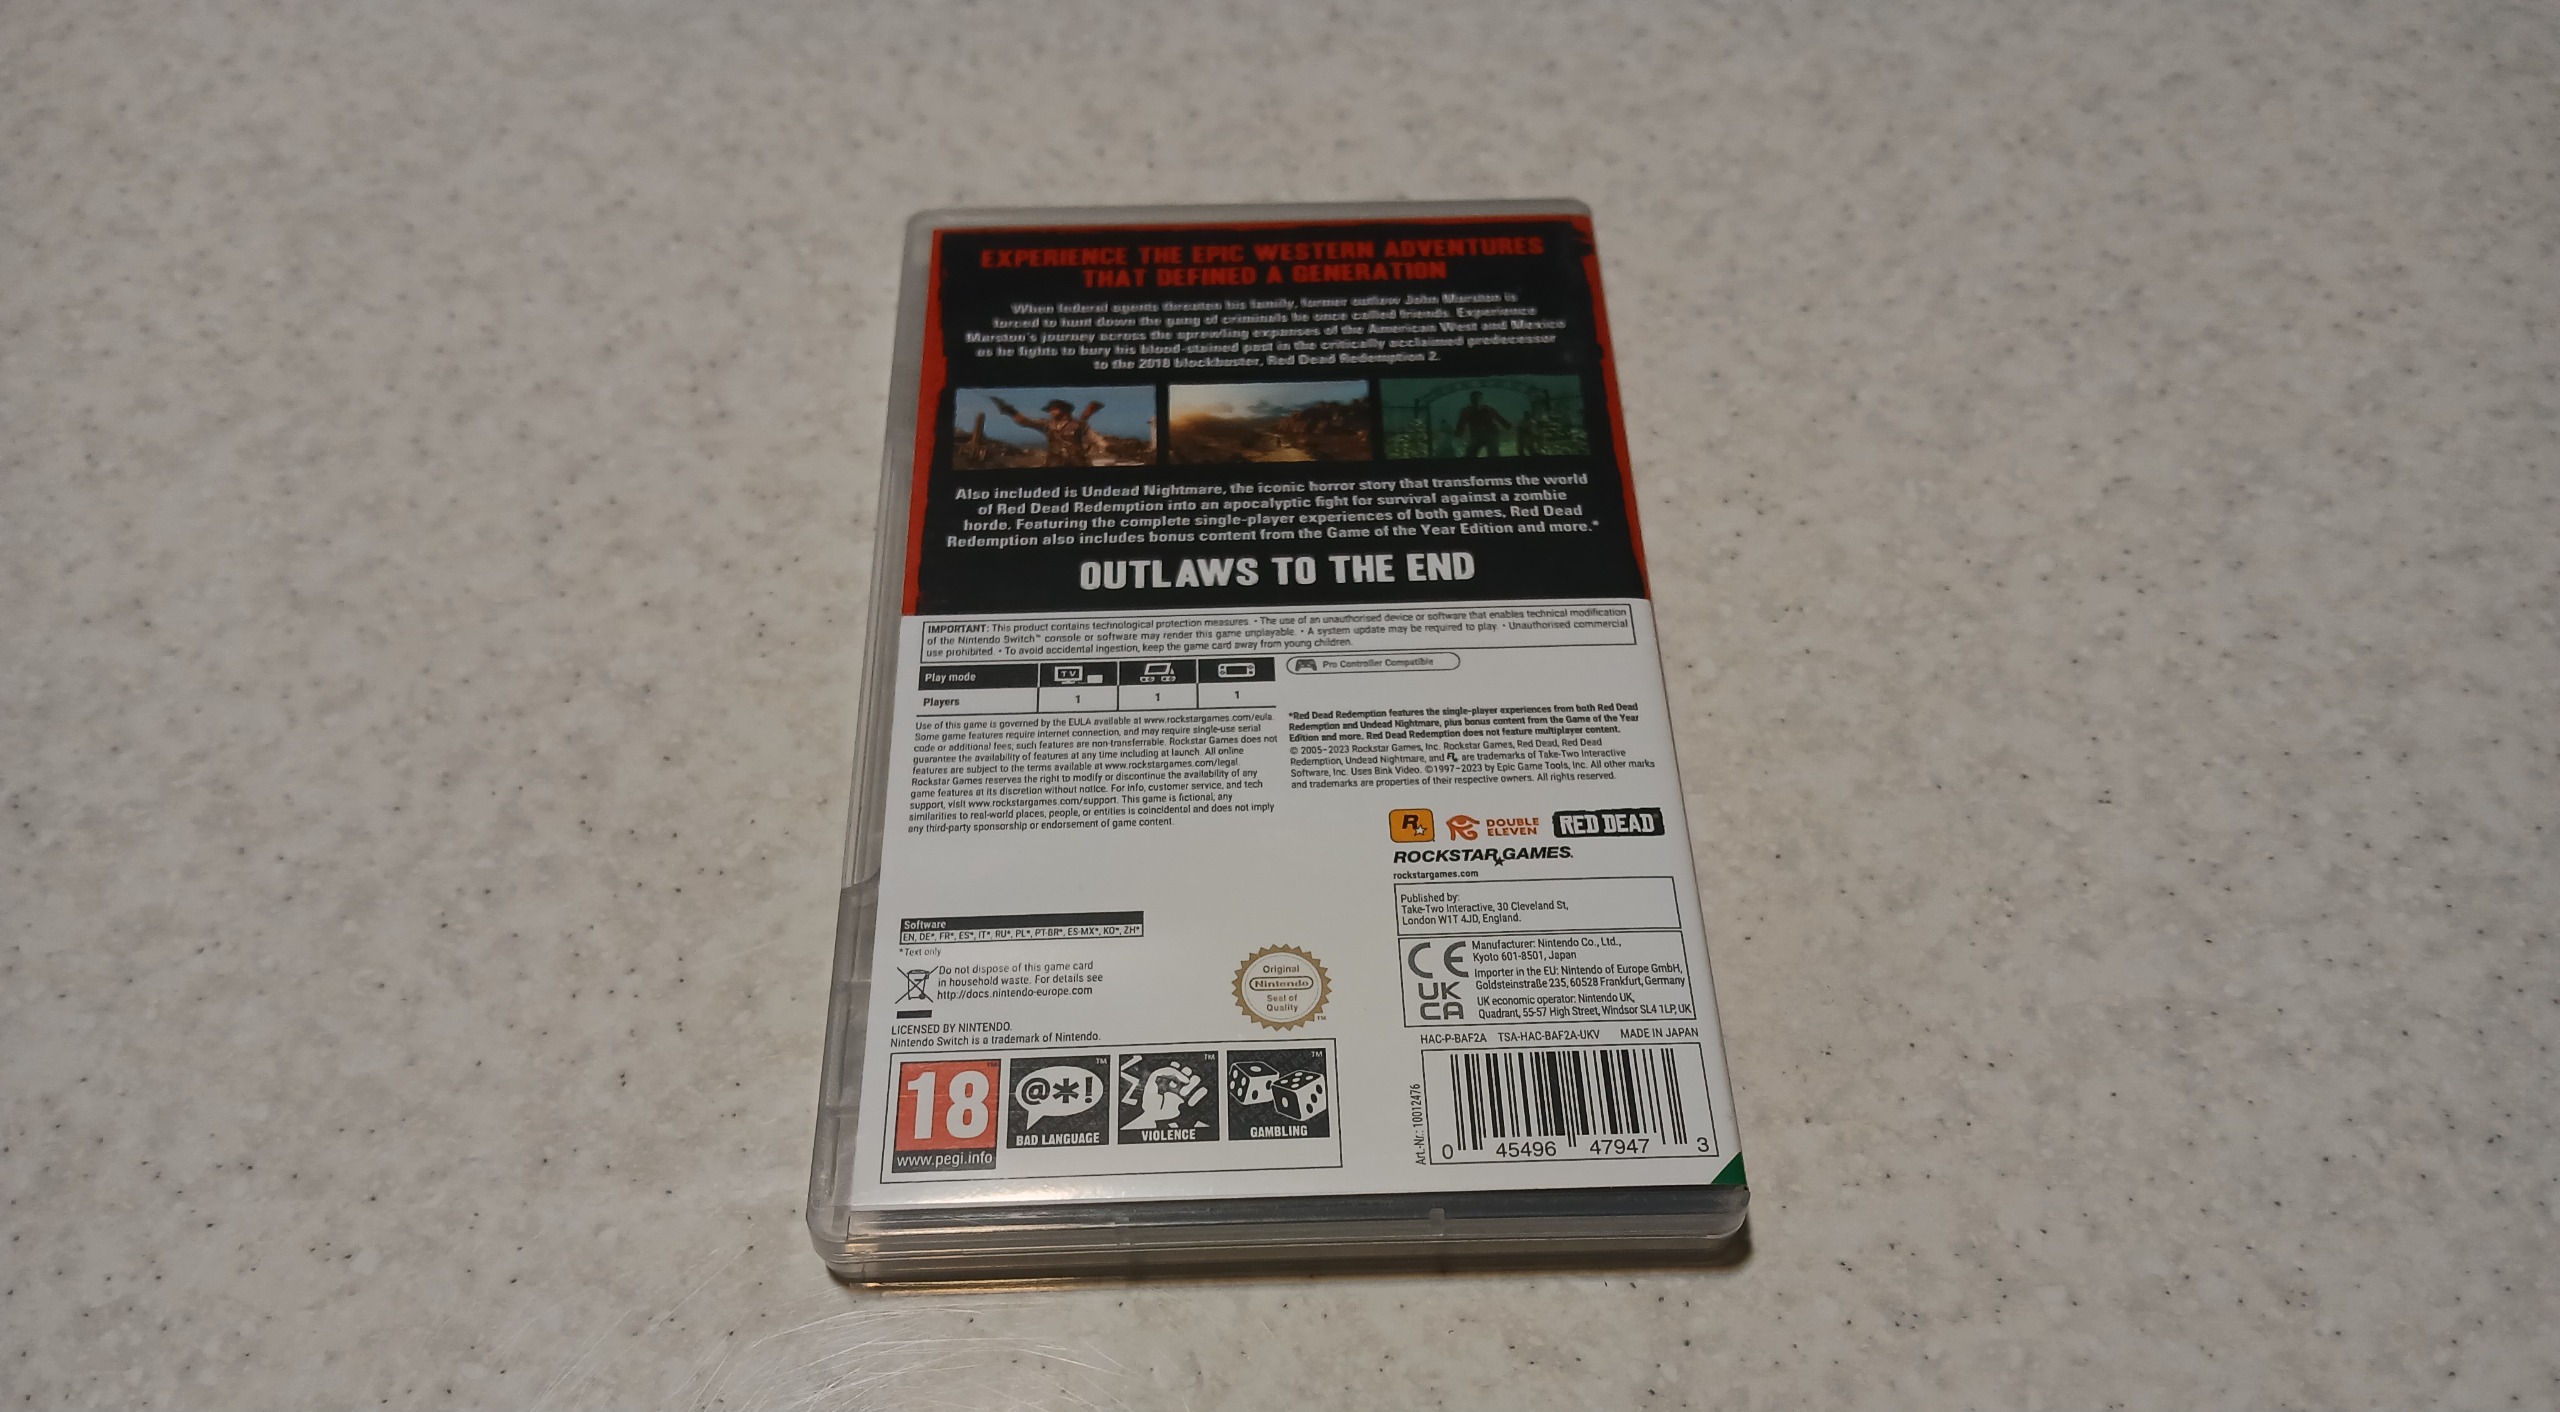 EXPERIENCE THE EPIC WESTERN ADVENTURES
THAT DEFINED A GENERATION
When federal agents threaten his family, former outlaw John Marston is
forced to hunt down the gang of criminals he once called friends. Experience
Marston's journey across the sprawling expanses of the American West and Mexico
as he fights to bury his blood-stained past in the critically acclaimed predecessor
to the 2018 blockbuster, Red Dead Redemption 2.
Also included is Undead Nightmare, the iconic horror story that transforms the world
of Red Dead Redemption into an apocalyptic fight for survival against a zombie
horde. Featuring the complete single-player experiences of both games, Red Dead
Redemption also includes bonus content from the Game of the Year Edition and more.*
OUTLAWS TO THE END
IMPORTANT: This product contains technological protection measures. • The use of an unauthorised device or software that enables technical modification
of the Nintendo Switch™ console or software may render this game unplayable. • A system update may be required to play. • Unauthorised commercial
use prohibited. • To avoid accidental ingestion, keep the game card away from young children.
Play mode TV
Players 1 1 1
Pro Controller Compatible
Use of this game is governed by the EULA available at www.rockstargames.com/eula.
Some game features require internet connection, and may require single-use serial
code or additional fees; such features are non-transferrable. Rockstar Games does not
guarantee the availability of features at any time including at launch. All online
features are subject to the terms available at www.rockstargames.com/legal.
Rockstar Games reserves the right to modify or discontinue the availability of any
game features at its discretion without notice. For info, customer service, and tech
support, visit www.rockstargames.com/support. This game is fictional; any
similarities to real-world places, people, or entities is coincidental and does not imply
any third-party sponsorship or endorsement of game content.
*Red Dead Redemption features the single-player experiences from both Red Dead
Redemption and Undead Nightmare, plus bonus content from the Game of the Year
Edition and more. Red Dead Redemption does not feature multiplayer content.
© 2005-2023 Rockstar Games, Inc. Rockstar Games, Red Dead, Red Dead
Redemption, Undead Nightmare, and R★ are trademarks of Take-Two Interactive
Software, Inc. Uses Bink Video. ©1997-2023 by Epic Game Tools, Inc. All other marks
and trademarks are properties of their respective owners. All rights reserved.
R★
DOUBLE
ELEVEN
RED DEAD
ROCKSTAR GAMES.
rockstargames.com
Published by:
Take-Two Interactive, 30 Cleveland St,
London W1T 4JD, England.
Software
EN, DE*, FR*, ES*, IT*, RU*, PL*, PT-BR*, ES-MX*, KO*, ZH*
*Text only
Do not dispose of this game card
in household waste. For details see
http://docs.nintendo-europe.com
Original
Nintendo
Seal of
Quality
TM
CE
UK
CA
Manufacturer: Nintendo Co., Ltd.,
Kyoto 601-8501, Japan
Importer in the EU: Nintendo of Europe GmbH,
Goldsteinstraße 235, 60528 Frankfurt, Germany
UK economic operator: Nintendo UK,
Quadrant, 55-57 High Street, Windsor SL4 1LP, UK
LICENSED BY NINTENDO.
Nintendo Switch is a trademark of Nintendo.
HAC-P-BAF2A TSA-HAC-BAF2A-UKV MADE IN JAPAN
18
www.pegi.info
@*!
BAD LANGUAGE
TM
VIOLENCE
TM
GAMBLING
TM
Art.-Nr.: 10012476
0 45496 47947 3